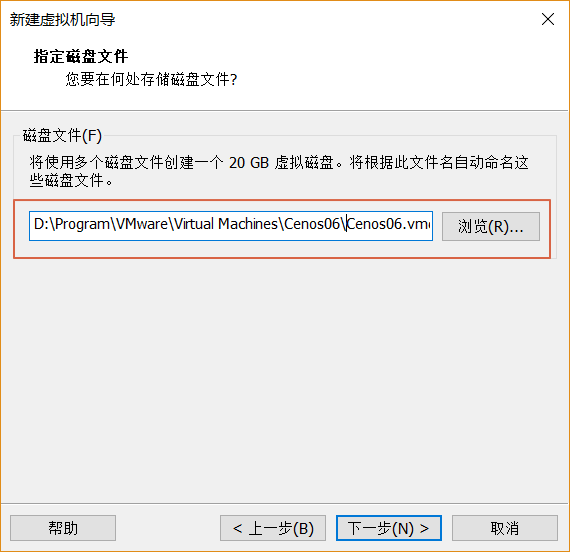 新建虚拟机向导
指定磁盘文件
您要在何处存储磁盘文件?
磁盘文件(F)
将使用多个磁盘文件创建一个 20 GB 虚拟磁盘。将根据此文件名自动命名这
些磁盘文件。
D:\Program\VMware\Virtual Machines\Cenos06\Cenos06.vm
浏览(R)...
帮助
< 上一步(B)
下一步(N) >
取消